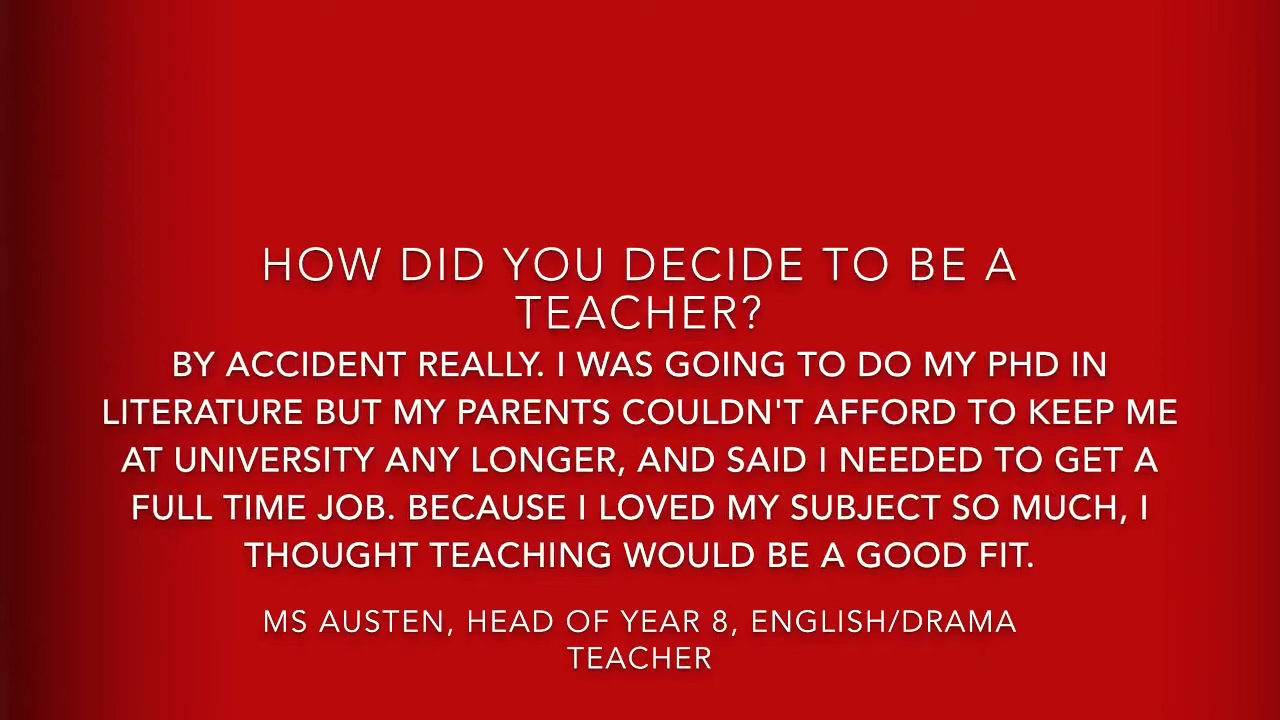 HOW DID YOU DECIDE TO BE A
TEACHER?
BY ACCIDENT REALLY. I WAS GOING TO DO MY PHD IN
LITERATURE BUT MY PARENTS COULDN'T AFFORD TO KEEP ME
AT UNIVERSITY ANY LONGER, AND SAID I NEEDED TO GET A
FULL TIME JOB. BECAUSE I LOVED MY SUBJECT SO MUCH, I
THOUGHT TEACHING WOULD BE A GOOD FIT.
MS AUSTEN, HEAD OF YEAR 8, ENGLISH/DRAMA
TEACHER